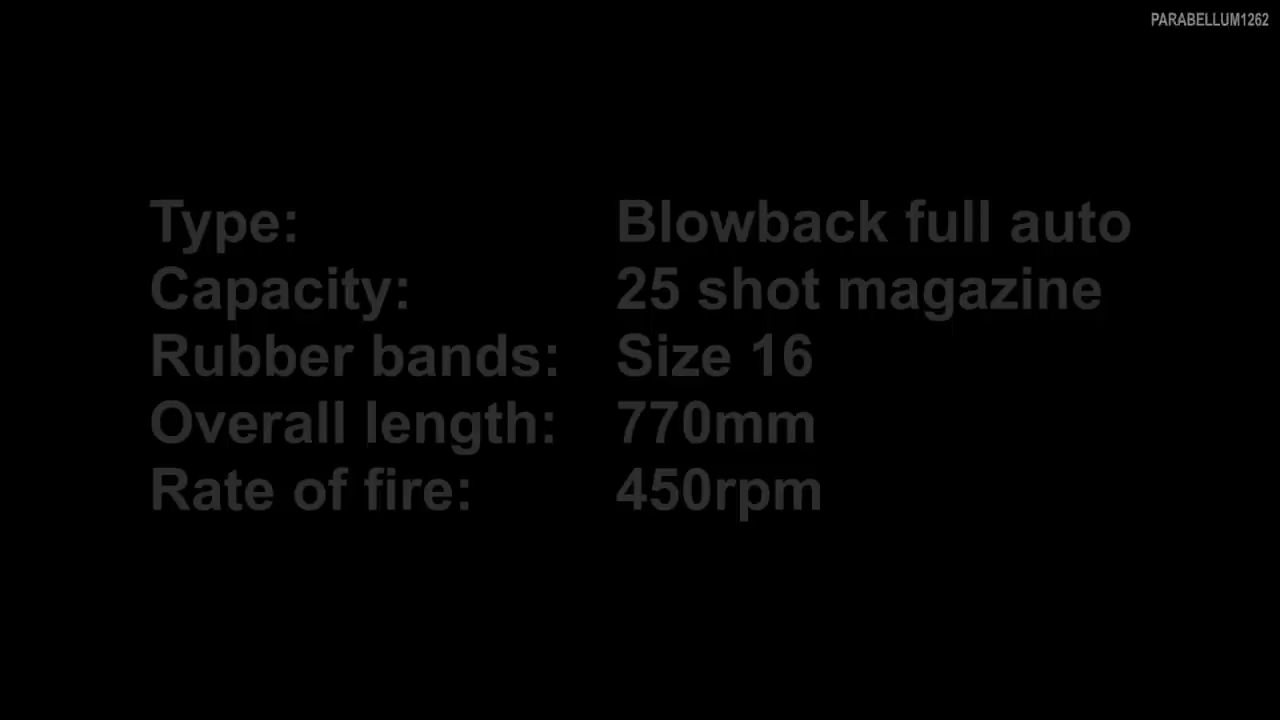 PARABELLUM1262
Type: Blowback full auto
Capacity: 25 shot magazine
Rubber bands: Size 16
Overall length: 770mm
Rate of fire: 450rpm